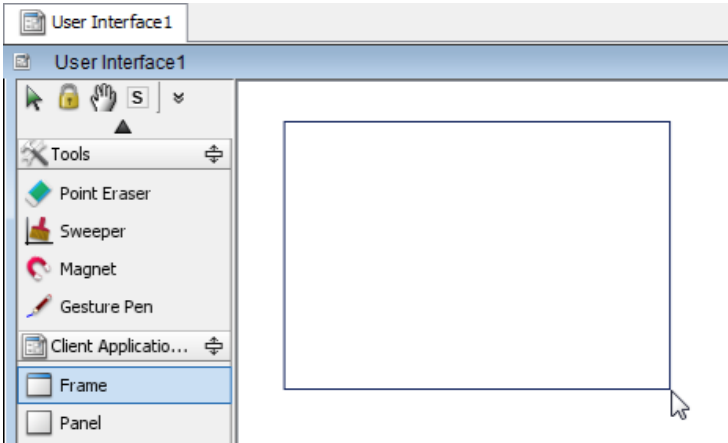 User Interface1
User Interface1
S
Tools
Point Eraser
Sweeper
Magnet
Gesture Pen
Client Applicatio...
Frame
Panel